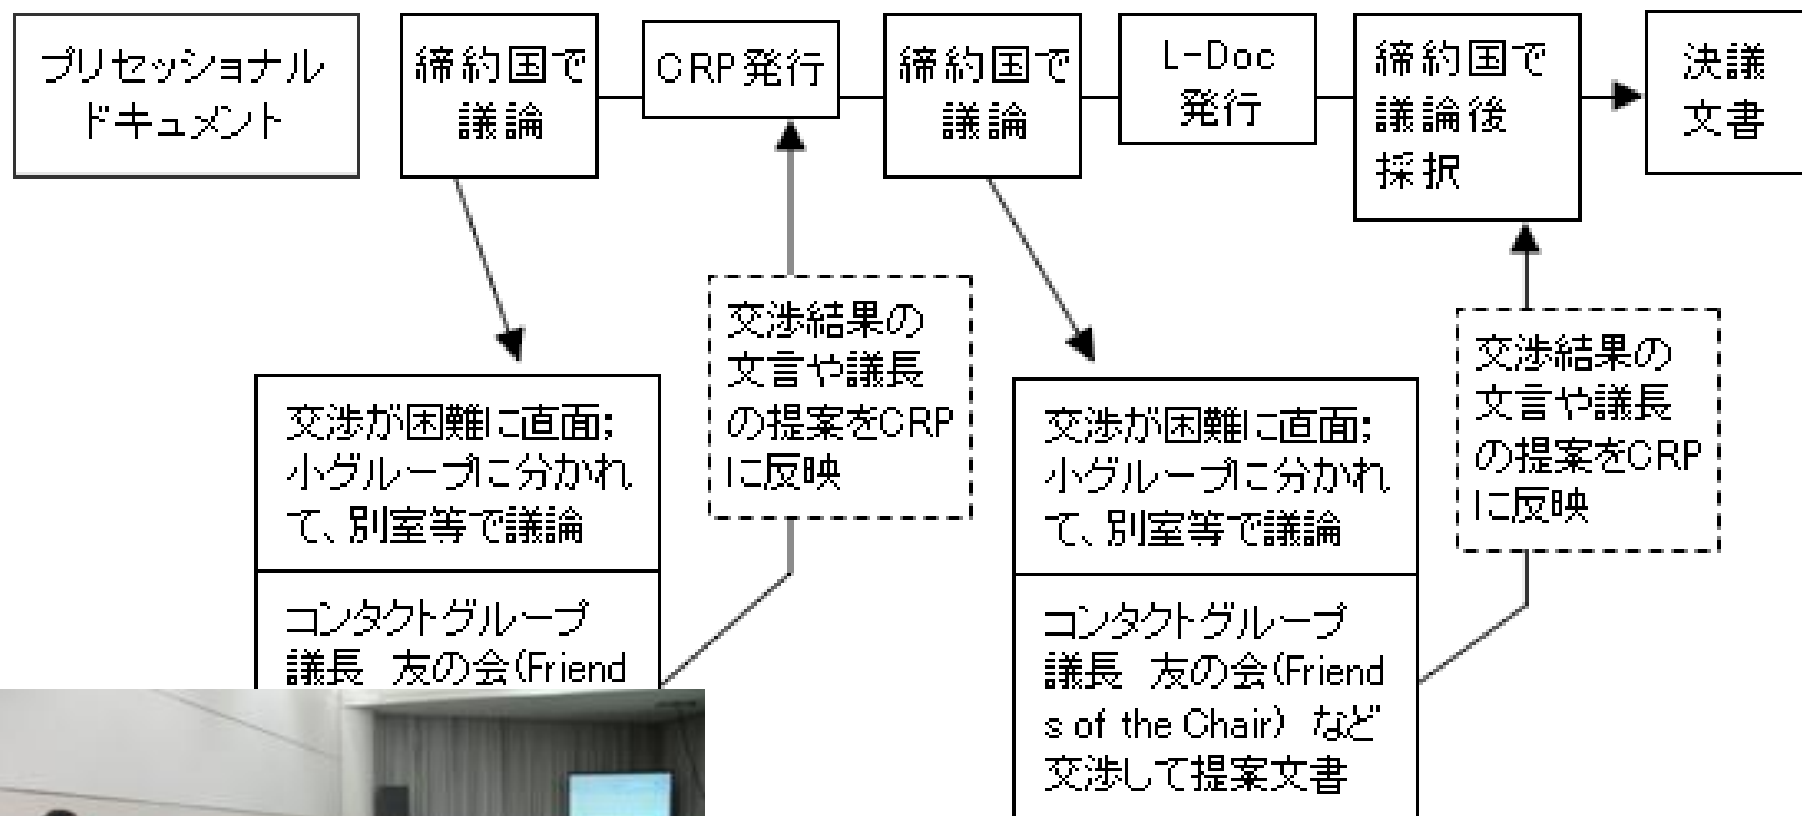 プリセッショナル
ドキュメント
締約国で
議論
CRP発行
締約国で
議論
L-Doc
発行
締約国で
議論後
採択
決議
文書
交渉が困難に直面;
小グループに分かれ
て、別室等で議論
コンタクトグループ
議長　友の会(Friend
交渉結果の
文言や議長
の提案をCRP
に反映
交渉が困難に直面;
小グループに分かれ
て、別室等で議論
コンタクトグループ
議長　友の会(Friend
s of the Chair)　など
交渉して提案文書
交渉結果の
文言や議長
の提案をCRP
に反映